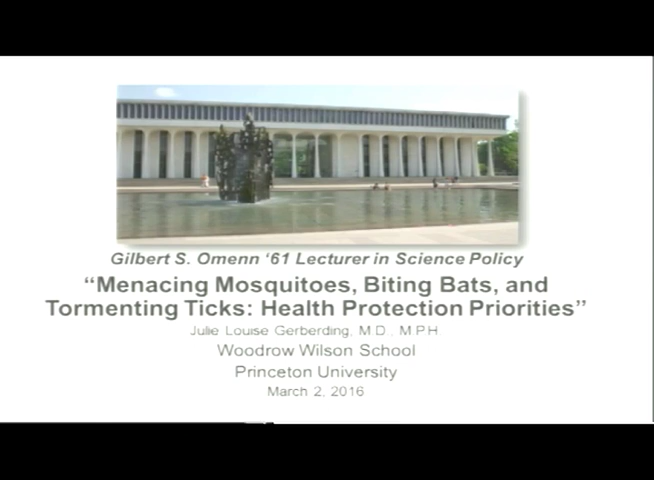 Gilbert S. Omenn ‘61 Lecturer in Science Policy
“Menacing Mosquitoes, Biting Bats, and
Tormenting Ticks: Health Protection Priorities”
Julie Louise Gerberding, M.D., M.P.H.
Woodrow Wilson School
Princeton University
March 2, 2016